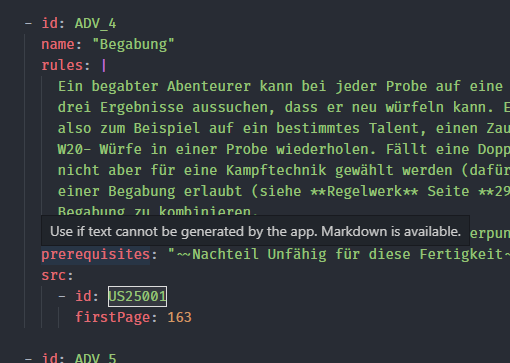 - id: ADV_4
name: "Begabung"
rules: |
Ein begabter Abenteurer kann bei jeder Probe auf eine
drei Ergebnisse aussuchen, dass er neu würfeln kann. E
also zum Beispiel auf ein bestimmtes Talent, einen Zau
W20- Würfe in einer Probe wiederholen. Fällt eine Dopp
nicht aber für eine Kampftechnik gewählt werden (dafür
einer Begabung erlaubt (siehe **Regelwerk** Seite **29
Begabung zu kombinieren.
Use if text cannot be generated by the app. Markdown is available.
erpun
prerequisites: "~~Nachteil Unfähig für diese Fertigkeit~
src:
- id: US25001
firstPage: 163
- id: ADV_5